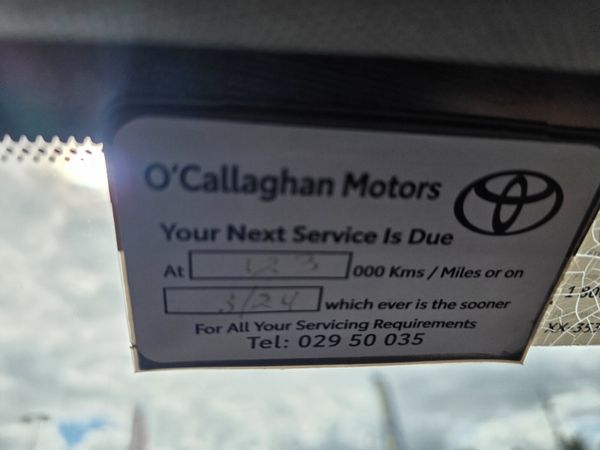 O'Callaghan Motors
Your Next Service Is Due
At 123 000 Kms / Miles or on
3/24 which ever is the sooner
For All Your Servicing Requirements
Tel: 029 50 035